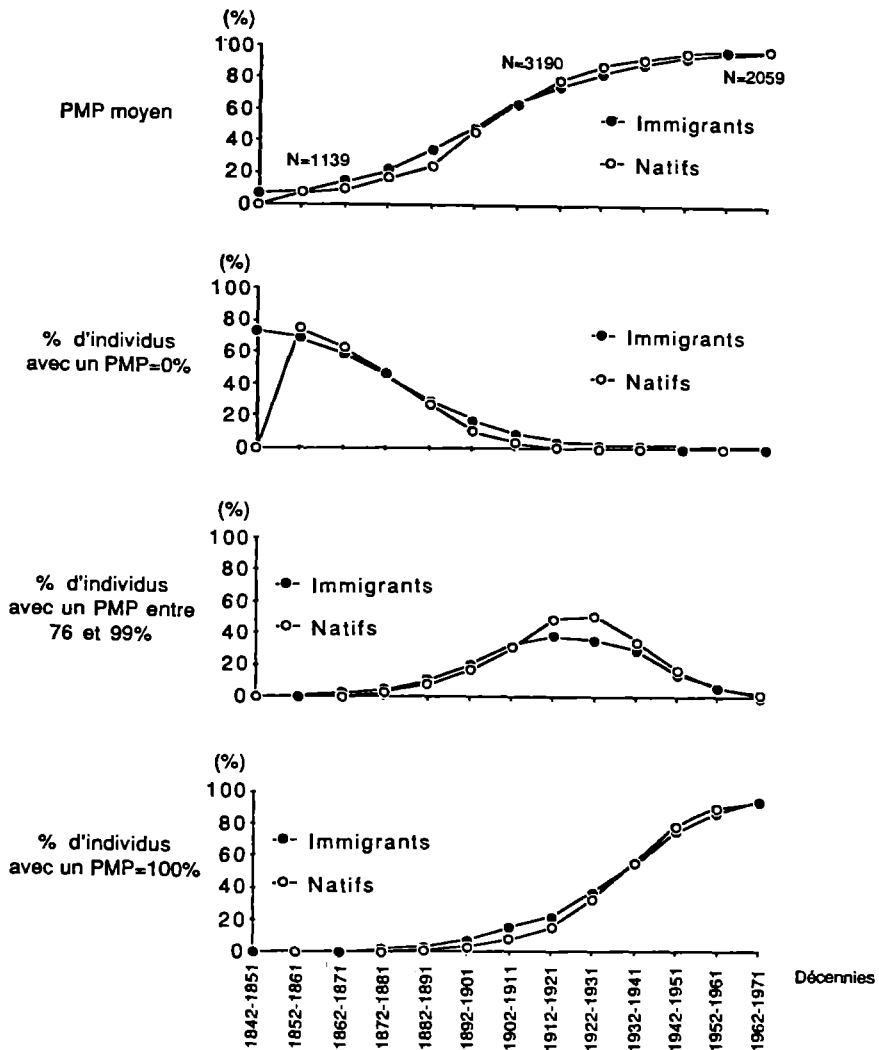 (%)
100
80
60
40
20
0
PMP moyen
N=1139
N=3190
N=2059
Immigrants
Natifs
(%)
100
80
60
40
20
0
% d'individus
avec un PMP=0%
Immigrants
Natifs
(%)
100
80
60
40
20
0
% d'individus
avec un PMP entre
76 et 99%
Immigrants
Natifs
(%)
100
80
60
40
20
0
% d'individus
avec un PMP=100%
Immigrants
Natifs
1842-1851
1852-1861
1862-1871
1872-1881
1882-1891
1892-1901
1902-1911
1912-1921
1922-1931
1932-1941
1942-1951
1952-1961
1962-1971
Décennies